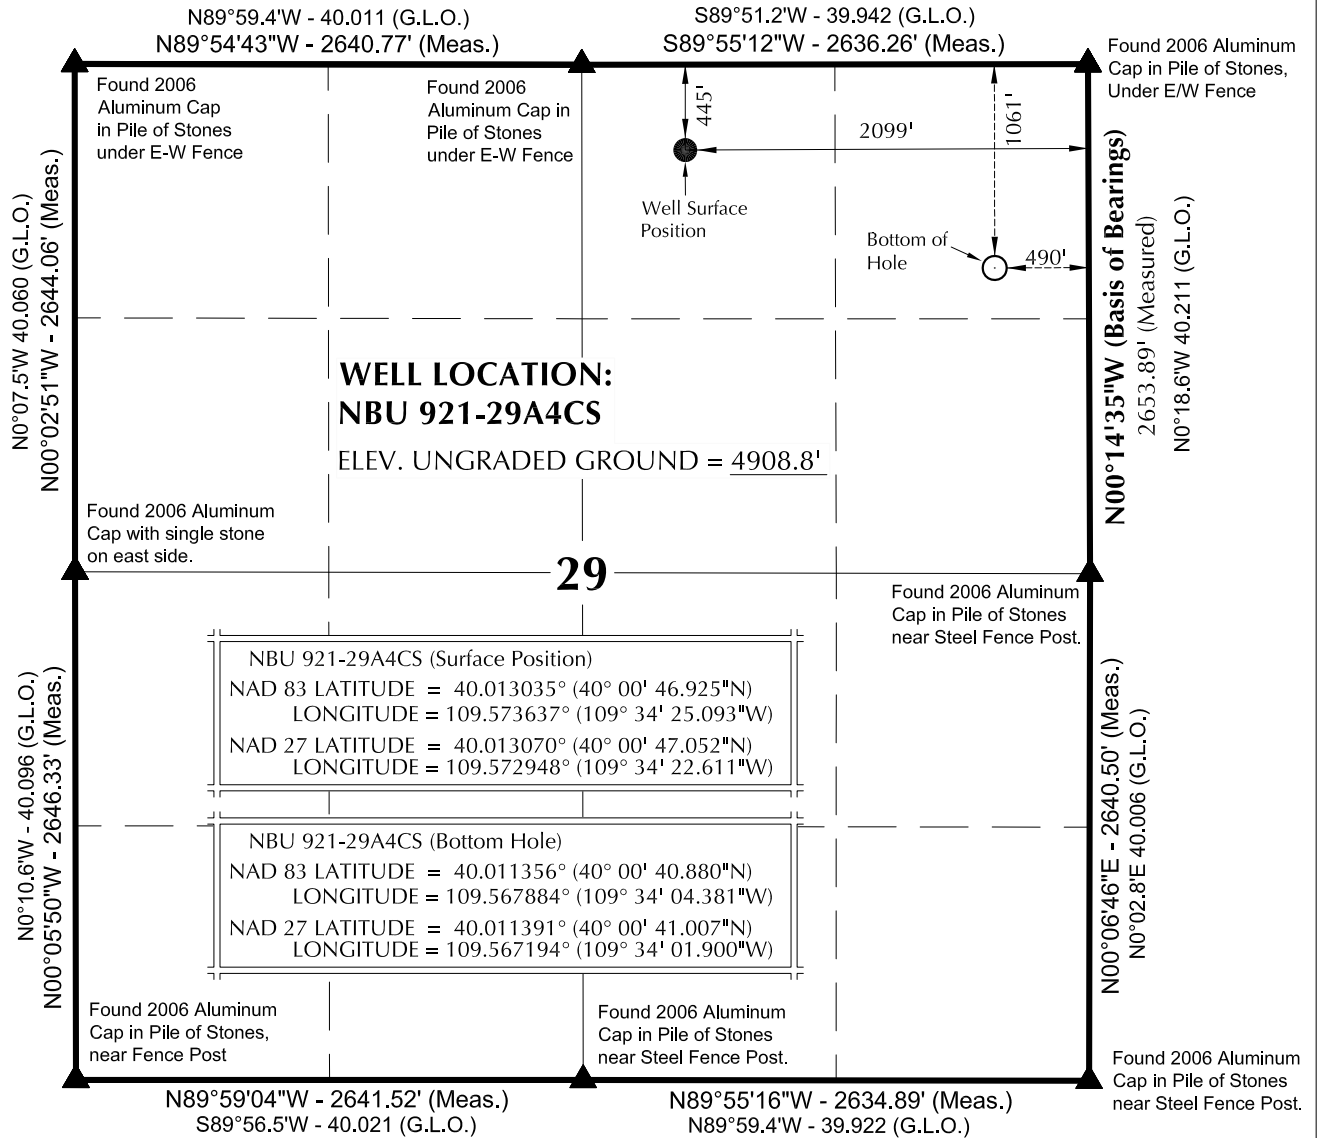 N89°59.4'W - 40.011 (G.L.O.)
N89°54'43"W - 2640.77' (Meas.)
S89°51.2'W - 39.942 (G.L.O.)
S89°55'12"W - 2636.26' (Meas.)
Found 2006 Aluminum
Cap in Pile of Stones,
Under E/W Fence
Found 2006
Aluminum Cap
in Pile of Stones
under E-W Fence
Found 2006
Aluminum Cap in
Pile of Stones
under E-W Fence
445'
2099'
1061'
Well Surface
Position
Bottom of
Hole
490'
N0°07.5'W 40.060 (G.L.O.)
N00°02'51"W - 2644.06' (Meas.)
N00°14'35"W (Basis of Bearings)
2653.89' (Measured)
N0°18.6'W 40.211 (G.L.O.)
WELL LOCATION:
NBU 921-29A4CS
ELEV. UNGRADED GROUND = 4908.8'
Found 2006 Aluminum
Cap with single stone
on east side.
29
Found 2006 Aluminum
Cap in Pile of Stones
near Steel Fence Post.
NBU 921-29A4CS (Surface Position)
NAD 83 LATITUDE = 40.013035° (40° 00' 46.925"N)
LONGITUDE = 109.573637° (109° 34' 25.093"W)
NAD 27 LATITUDE = 40.013070° (40° 00' 47.052"N)
LONGITUDE = 109.572948° (109° 34' 22.611"W)
NBU 921-29A4CS (Bottom Hole)
NAD 83 LATITUDE = 40.011356° (40° 00' 40.880"N)
LONGITUDE = 109.567884° (109° 34' 04.381"W)
NAD 27 LATITUDE = 40.011391° (40° 00' 41.007"N)
LONGITUDE = 109.567194° (109° 34' 01.900"W)
N0°10.6'W - 40.096 (G.L.O.)
N00°05'50"W - 2646.33' (Meas.)
N00°06'46"E - 2640.50' (Meas.)
N0°02.8'E 40.006 (G.L.O.)
Found 2006 Aluminum
Cap in Pile of Stones,
near Fence Post
Found 2006 Aluminum
Cap in Pile of Stones
near Steel Fence Post.
Found 2006 Aluminum
Cap in Pile of Stones
near Steel Fence Post.
N89°59'04"W - 2641.52' (Meas.)
S89°56.5'W - 40.021 (G.L.O.)
N89°55'16"W - 2634.89' (Meas.)
N89°59.4'W - 39.922 (G.L.O.)